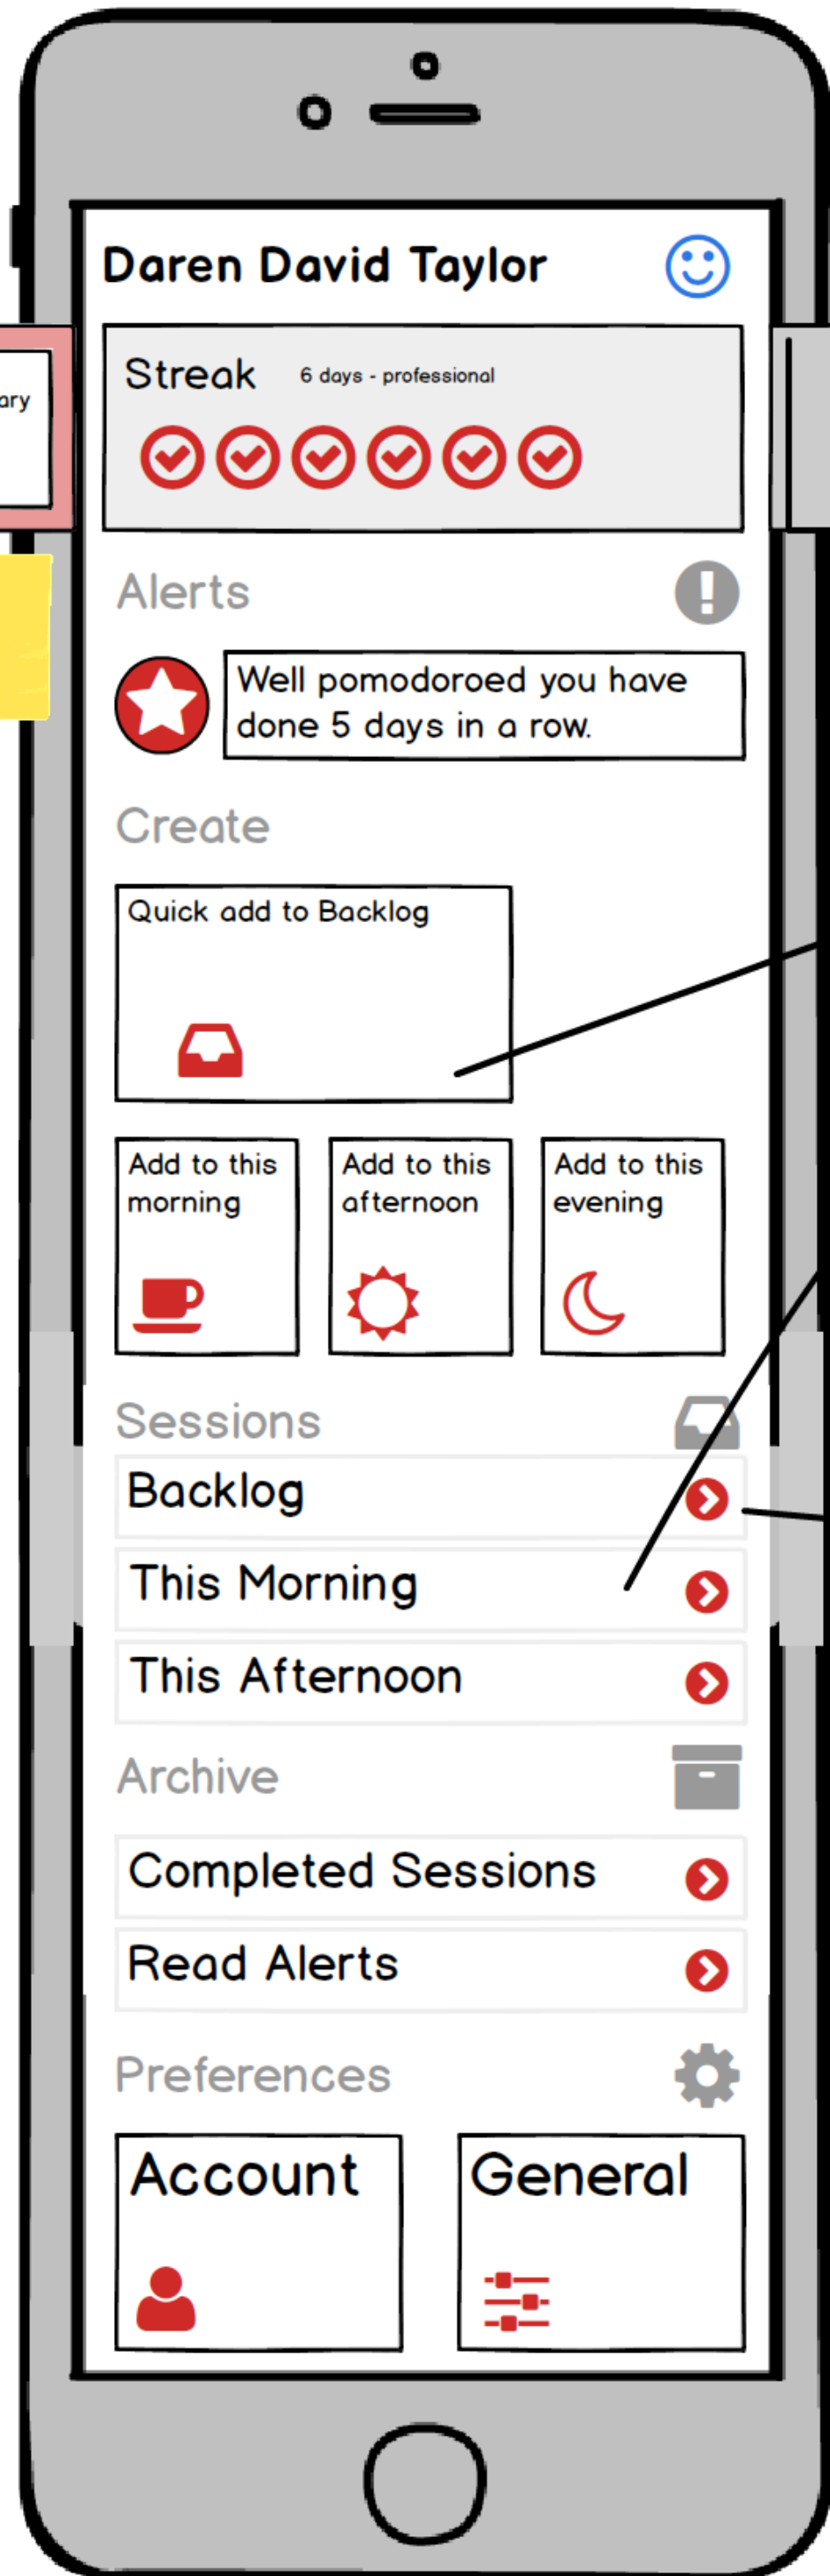 Daren David Taylor
Streak 6 days - professional
ary
Alerts
Well pomodoroed you have
done 5 days in a row.
Create
Quick add to Backlog
Add to this
morning
Add to this
afternoon
Add to this
evening
Sessions
Backlog
This Morning
This Afternoon
Archive
Completed Sessions
Read Alerts
Preferences
Account
General